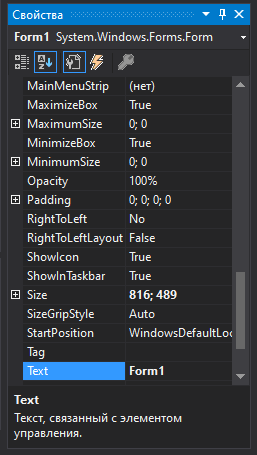 Свойства
Form1 System.Windows.Forms.Form
MainMenuStrip (нет)
MaximizeBox True
MaximumSize 0; 0
MinimizeBox True
MinimumSize 0; 0
Opacity 100%
Padding 0; 0; 0; 0
RightToLeft No
RightToLeftLayout False
ShowIcon True
ShowInTaskbar True
Size 816; 489
SizeGripStyle Auto
StartPosition WindowsDefaultLoc
Tag
Text Form1
Text
Текст, связанный с элементом
управления.